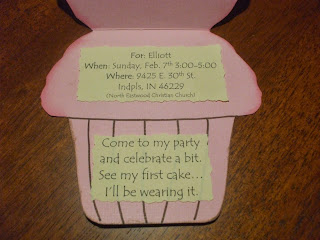 For: Elliott
When: Sunday, Feb. 7th 3:00-5:00
Where: 9425 E. 30th St.
Indpls, IN 46229
(North Eastwood Christian Church)
Come to my party
and celebrate a bit.
See my first cake...
I'll be wearing it.